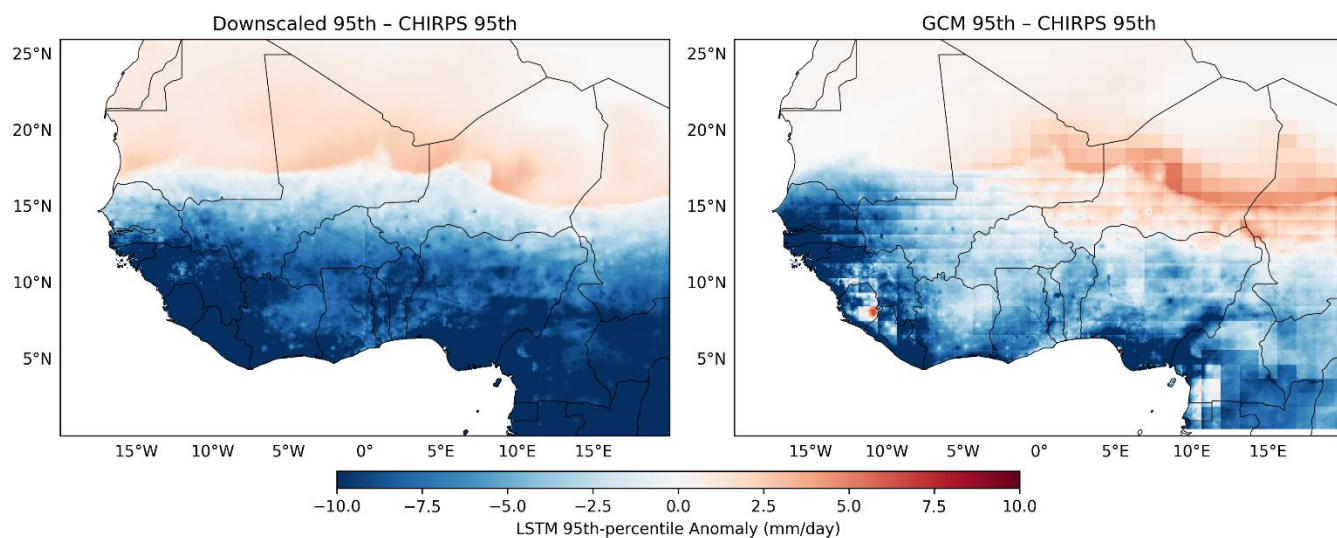 Downscaled 95th – CHIRPS 95th
GCM 95th – CHIRPS 95th
25°N
20°N
15°N
10°N
5°N
15°W
10°W
5°W
0°
5°E
10°E
15°E
25°N
20°N
15°N
10°N
5°N
15°W
10°W
5°W
0°
5°E
10°E
15°E
−10.0
−7.5
−5.0
−2.5
0.0
2.5
5.0
7.5
10.0
LSTM 95th-percentile Anomaly (mm/day)